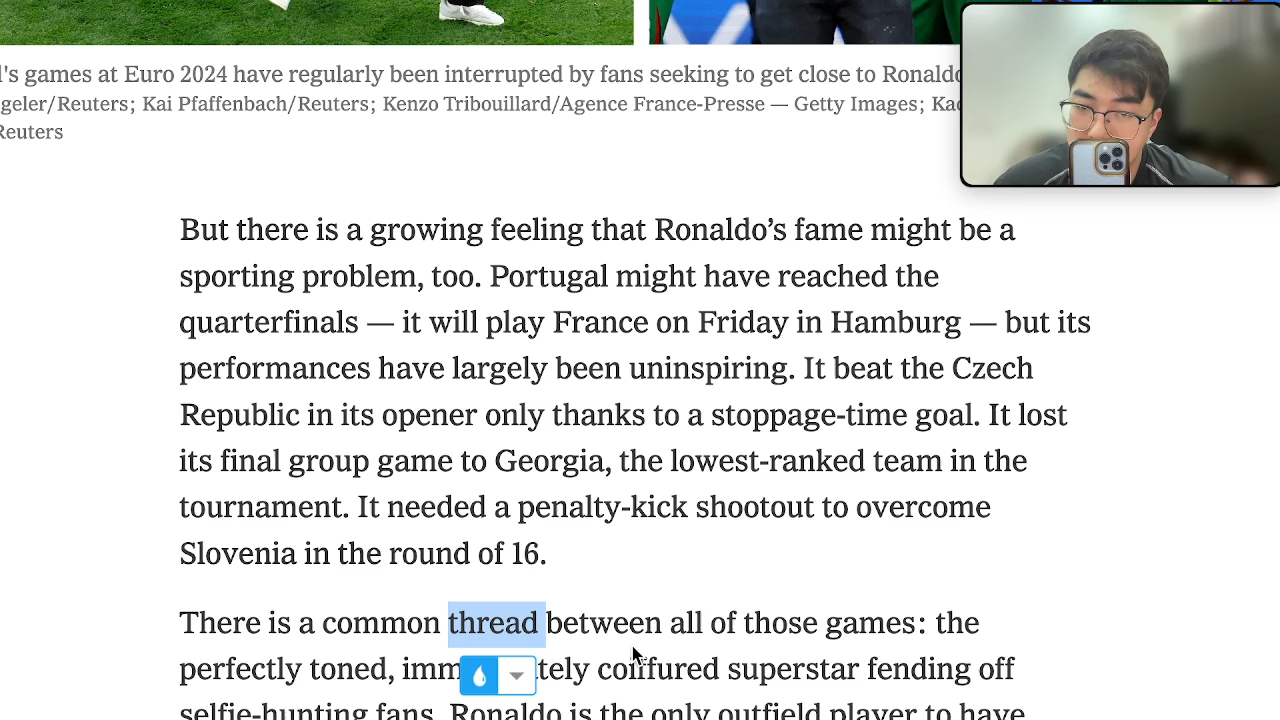 l's games at Euro 2024 have regularly been interrupted by fans seeking to get close to Ronaldo
geler/Reuters; Kai Pfaffenbach/Reuters; Kenzo Tribouillard/Agence France-Presse — Getty Images; Kac
Reuters
But there is a growing feeling that Ronaldo’s fame might be a
sporting problem, too. Portugal might have reached the
quarterfinals — it will play France on Friday in Hamburg — but its
performances have largely been uninspiring. It beat the Czech
Republic in its opener only thanks to a stoppage-time goal. It lost
its final group game to Georgia, the lowest-ranked team in the
tournament. It needed a penalty-kick shootout to overcome
Slovenia in the round of 16.
There is a common thread between all of those games: the
perfectly toned, imm tely coiffured superstar fending off
selfie-hunting fans. Ronaldo is the only outfield player to have